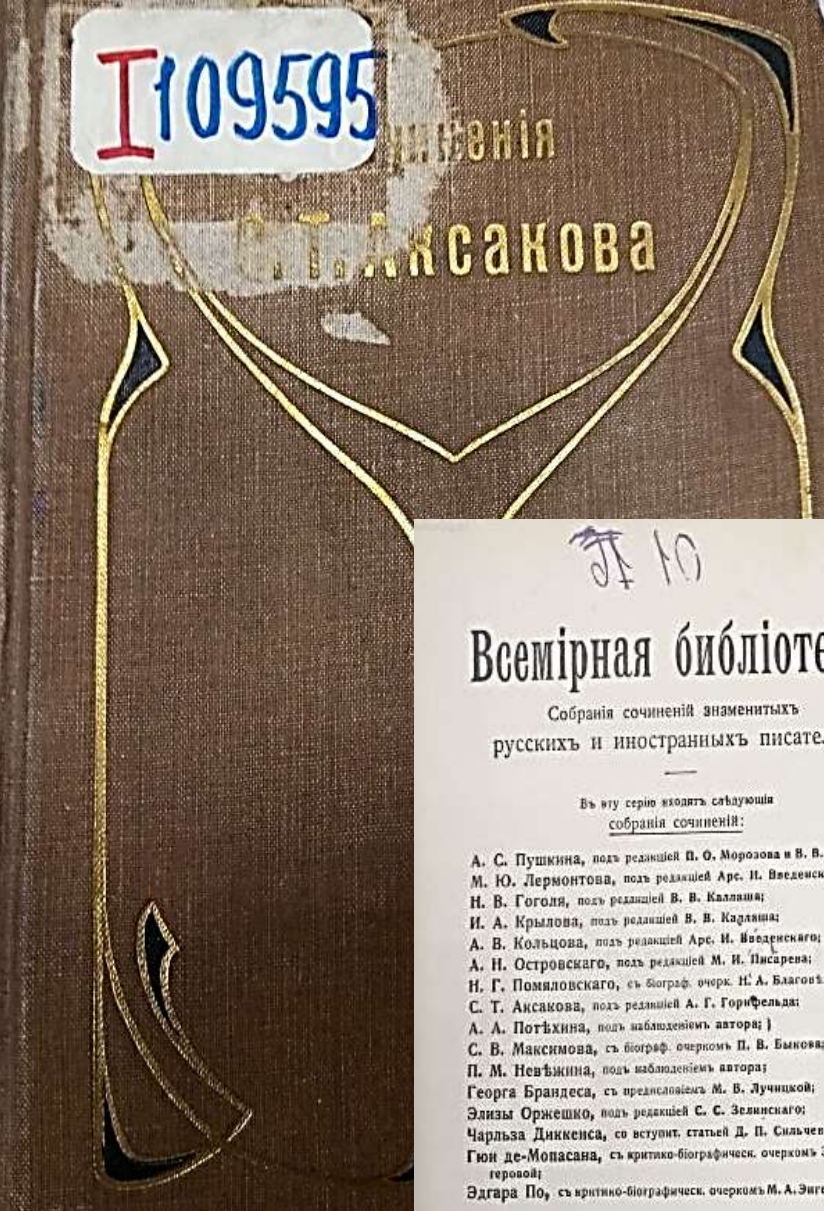 I109595
С. Т. Аксакова
Всемірная библіоте
Собранія сочиненій знаменитыхъ
русскихъ и иностранныхъ писате
Въ эту серію входятъ слѣдующія
собранія сочиненій:
А. С. Пушкина, подъ редакціей П. О. Морозова и В. В.
М. Ю. Лермонтова, подъ редакціей Арс. И. Введенск
Н. В. Гоголя, подъ редакціей В. В. Каллаша;
И. А. Крылова, подъ редакціей В. В. Каллаша;
А. В. Кольцова, подъ редакціей Арс. И. Введенскаго;
А. Н. Островскаго, подъ редакціей М. И. Писарева;
Н. Г. Помяловскаго, съ біограф. очерк. Н. А. Благовѣ
С. Т. Аксакова, подъ редакціей А. Г. Горнфельда;
А. А. Потѣхина, подъ наблюденіемъ автора;
С. В. Максимова, съ біограф. очеркомъ П. В. Быкова;
П. М. Невѣжина, подъ наблюденіемъ автора;
Георга Брандеса, съ предисловіемъ М. В. Лучицкой;
Элизы Оржешко, подъ редакціей С. С. Зелинскаго;
Чарльза Диккенса, со вступит. статьей Д. П. Сильчев
Гюи де-Мопасана, съ критико-біографическ. очеркомъ З
геровой;
Эдгара По, съ критико-біографическ. очеркомъ М. А. Энге